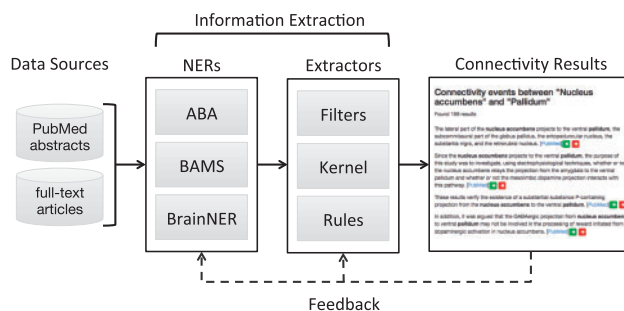 Information Extraction
Data Sources
NERs
Extractors
Connectivity Results
PubMed
abstracts
full-text
articles
ABA
BAMS
BrainNER
Filters
Kernel
Rules
Connectivity events between "Nucleus
accumbens" and "Pallidum"
Found 189 results
The lateral part of the nucleus accumbens projects to the ventral pallidum, the
subcommissural part of the globus pallidus, the entopeduncular nucleus, the
substantia nigra, and the retrorubral nucleus. [PubMed]
Since the nucleus accumbens projects to the ventral pallidum, the purpose of
this study was to investigate, using electrophysiological techniques, whether or not
the nucleus accumbens relays the projection from the amygdala to the ventral
pallidum and whether or not the mesolimbic dopamine projection interacts with
this pathway. [PubMed]
These results verify the existence of a substantial substance P-containing
projection from the nucleus accumbens to the ventral pallidum. [PubMed]
In addition, it was argued that the GABAergic projection from nucleus accumbens
to ventral pallidum may not be involved in the processing of reward initiated from
dopaminergic activation in nucleus accumbens. [PubMed]
Feedback